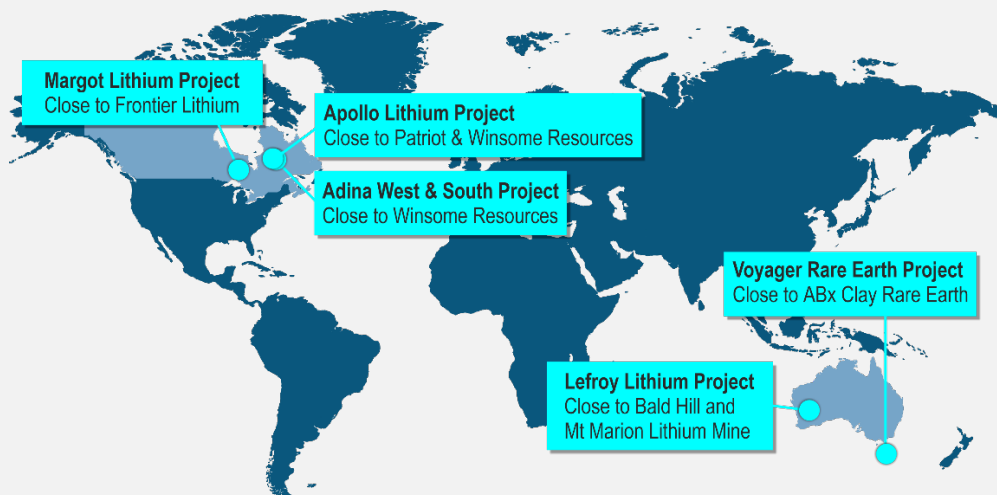 Margot Lithium Project
Close to Frontier Lithium
Apollo Lithium Project
Close to Patriot & Winsome Resources
Adina West & South Project
Close to Winsome Resources
Voyager Rare Earth Project
Close to ABx Clay Rare Earth
Lefroy Lithium Project
Close to Bald Hill and
Mt Marion Lithium Mine